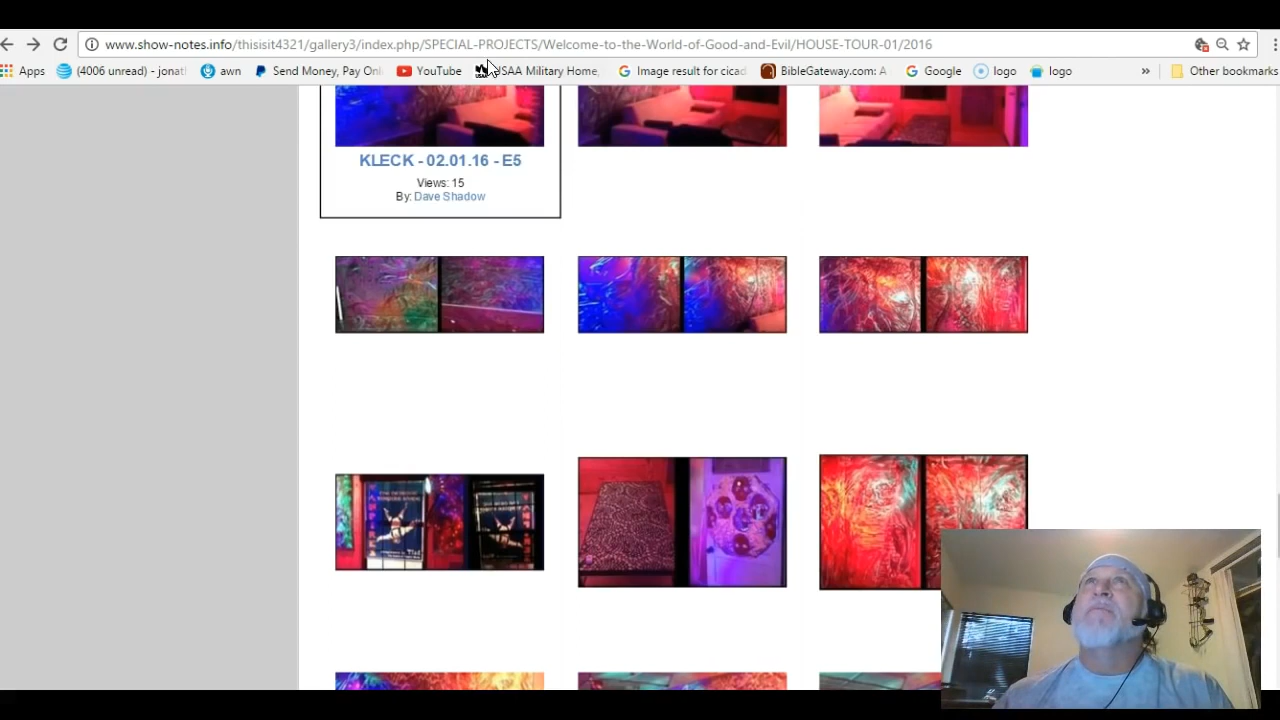 www.show-notes.info/thisisit4321/gallery3/index.php/SPECIAL-PROJECTS/Welcome-to-the-World-of-Good-and-Evil/HOUSE-TOUR-01/2016
Apps (4006 unread) - jonat awn Send Money, Pay Onli YouTube SAA Military Home, Image result for cicad BibleGateway.com: A Google logo logo » Other bookmarks
KLECK - 02.01.16 - E5
Views: 15
By: Dave Shadow